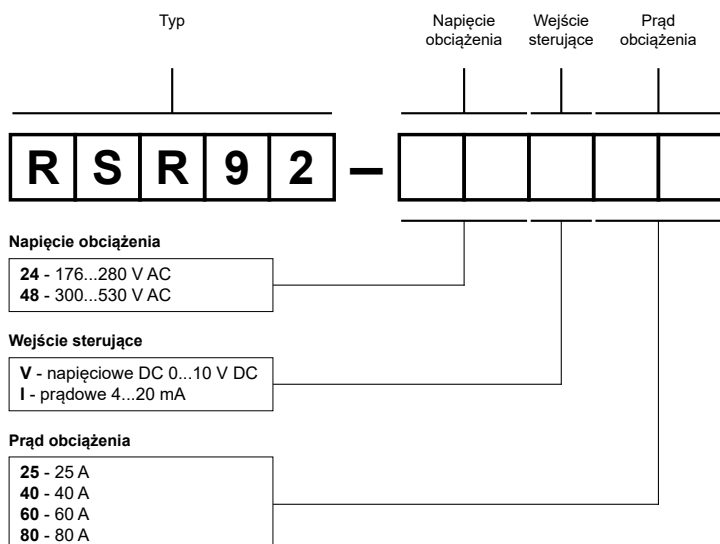 Typ
Napięcie obciążenia
Wejście sterujące
Prąd obciążenia
RSR92 –
Napięcie obciążenia
24 - 176...280 V AC
48 - 300...530 V AC
Wejście sterujące
V - napięciowe DC 0...10 V DC
I - prądowe 4...20 mA
Prąd obciążenia
25 - 25 A
40 - 40 A
60 - 60 A
80 - 80 A